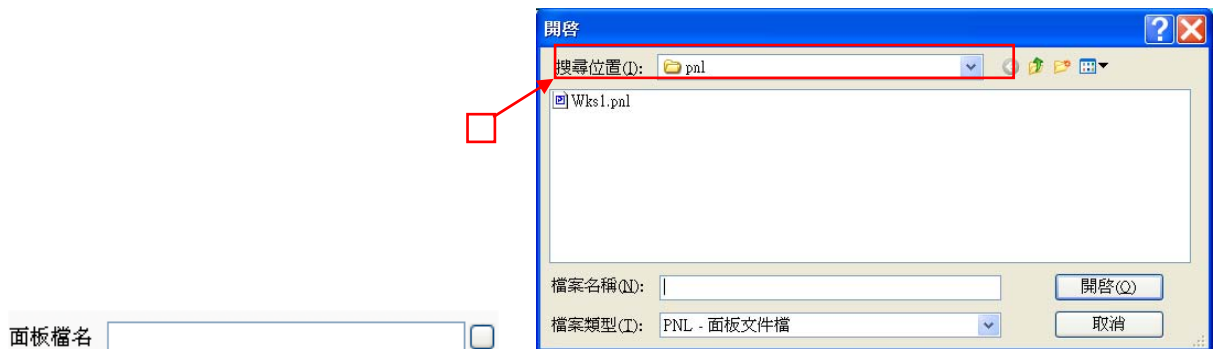 開啓
搜尋位置(I): pnl
Wks1.pnl
檔案名稱(N):
開啓(O)
檔案類型(T): PNL - 面板文件檔
取消
面板檔名